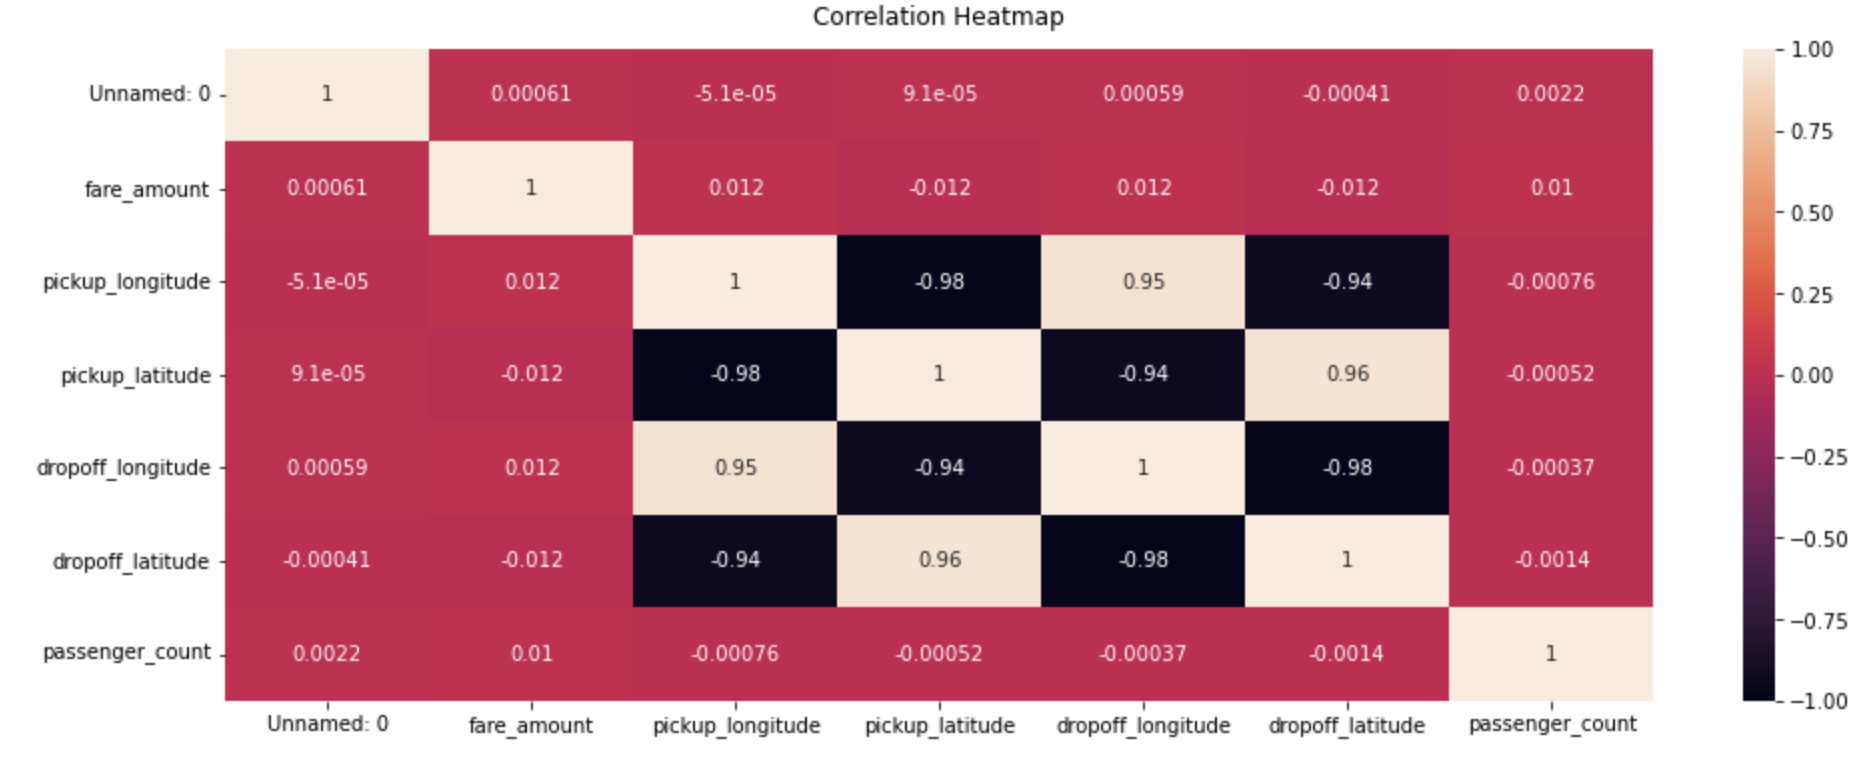 Correlation Heatmap
Unnamed: 0 1 0.00061 -5.1e-05 9.1e-05 0.00059 -0.00041 0.0022
fare_amount 0.00061 1 0.012 -0.012 0.012 -0.012 0.01
pickup_longitude -5.1e-05 0.012 1 -0.98 0.95 -0.94 -0.00076
pickup_latitude 9.1e-05 -0.012 -0.98 1 -0.94 0.96 -0.00052
dropoff_longitude 0.00059 0.012 0.95 -0.94 1 -0.98 -0.00037
dropoff_latitude -0.00041 -0.012 -0.94 0.96 -0.98 1 -0.0014
passenger_count 0.0022 0.01 -0.00076 -0.00052 -0.00037 -0.0014 1
Unnamed: 0 fare_amount pickup_longitude pickup_latitude dropoff_longitude dropoff_latitude passenger_count
1.00
0.75
0.50
0.25
0.00
−0.25
−0.50
−0.75
−1.00